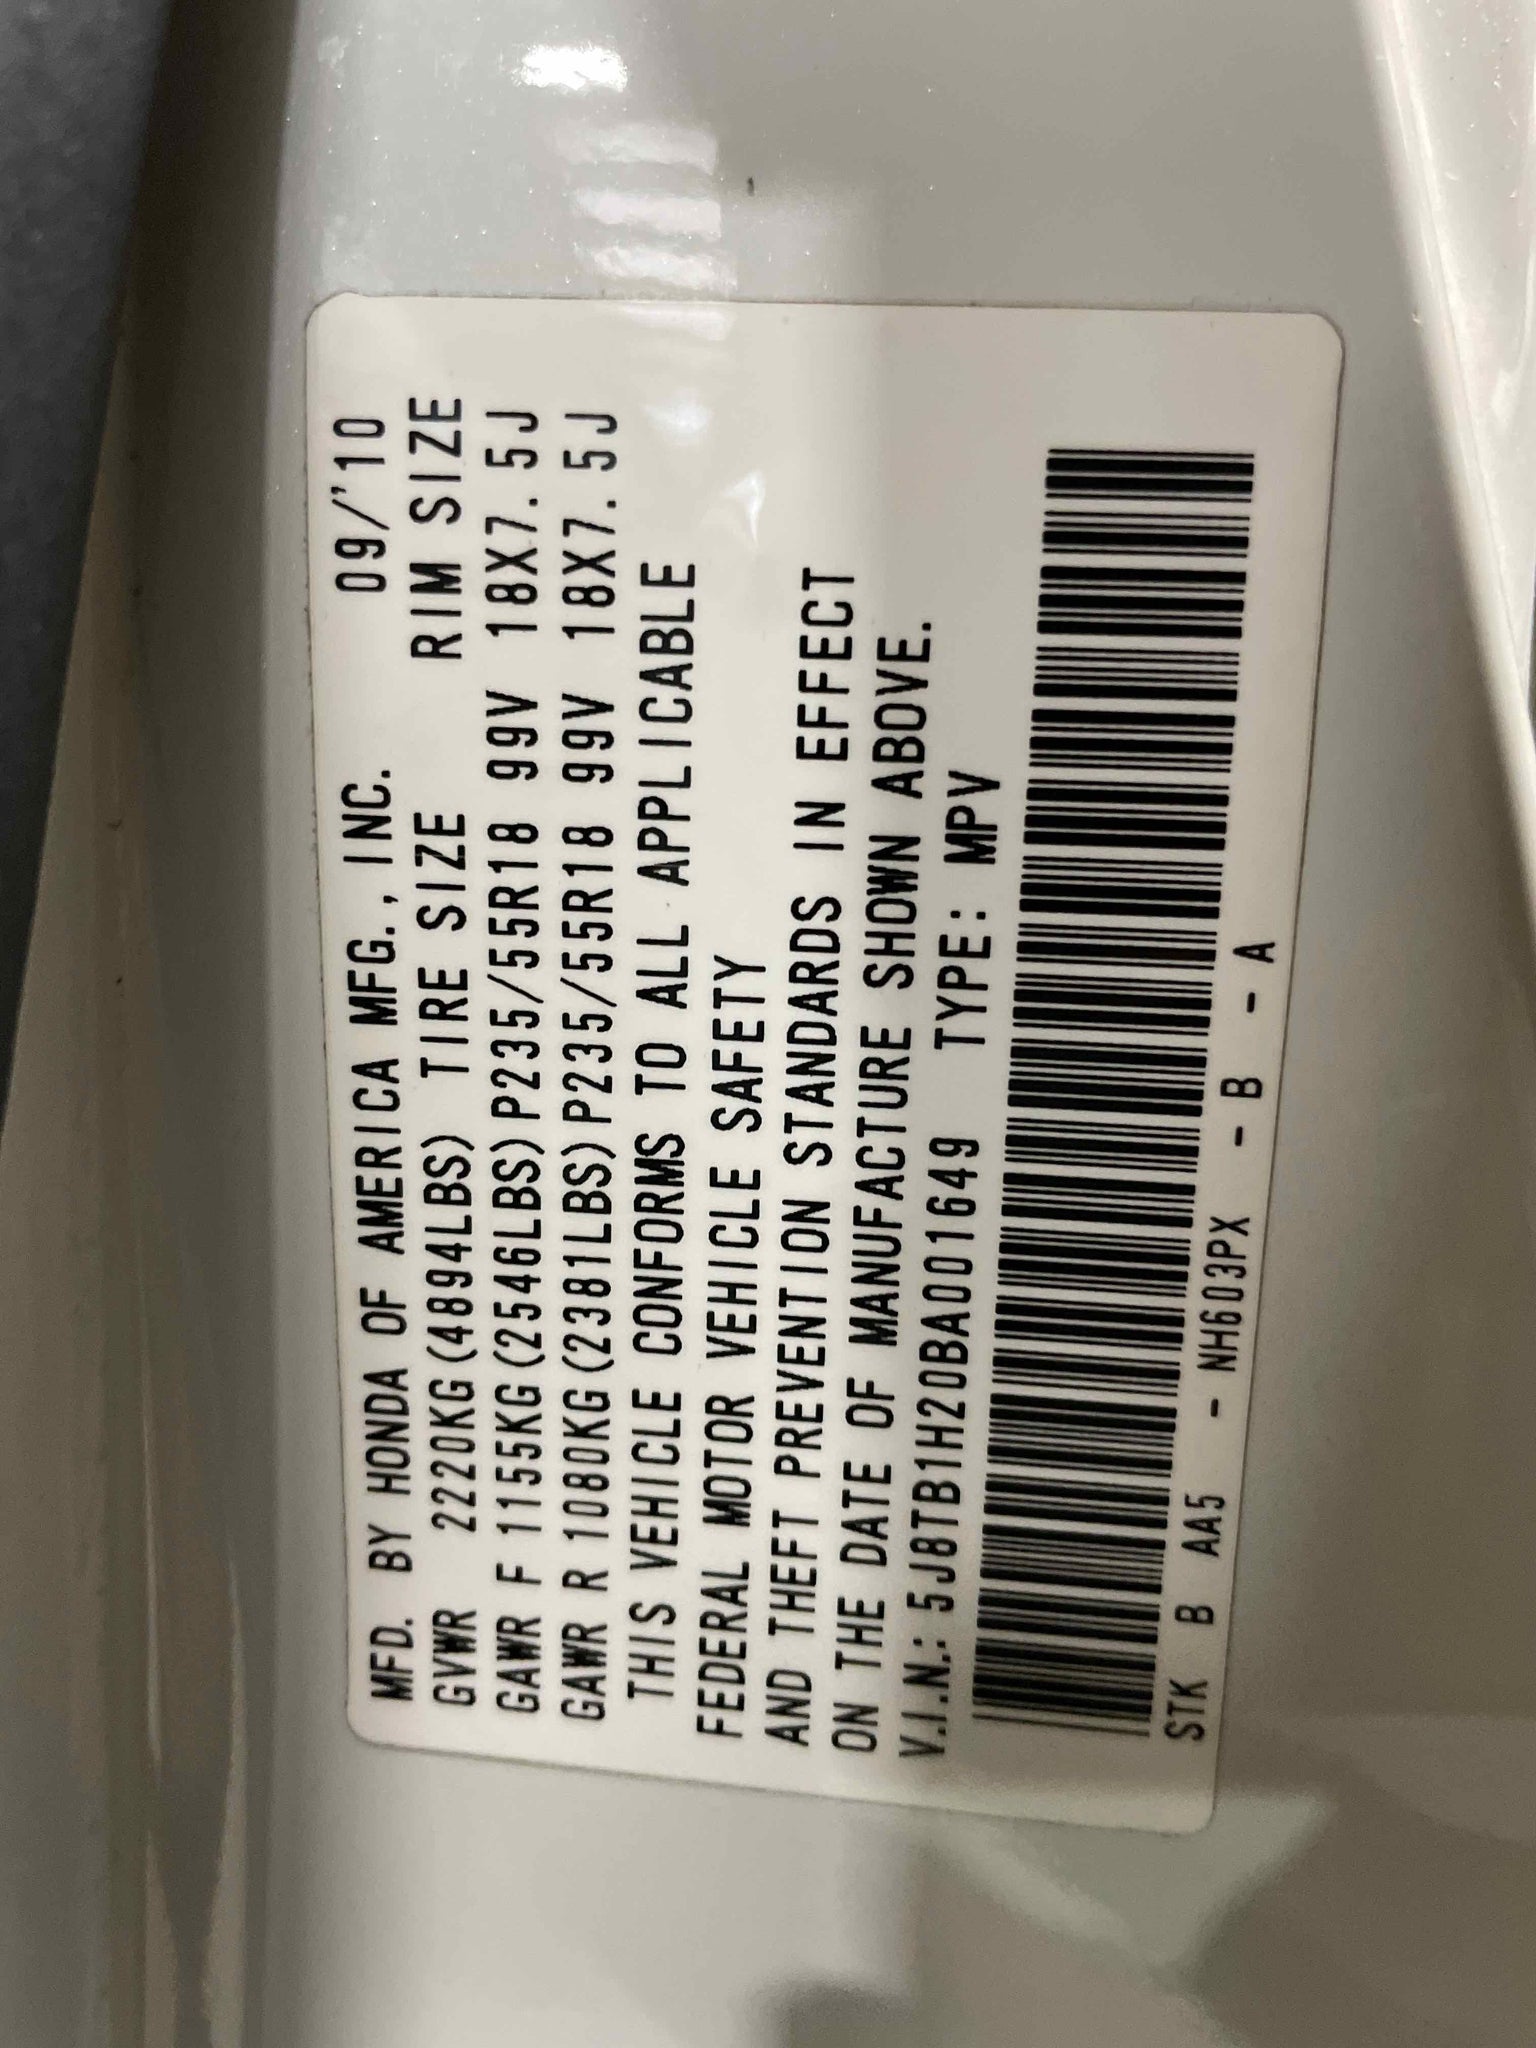 MFD. BY HONDA OF AMERICA MFG., INC. 09/'10
GVWR 2220KG(4894LBS) TIRE SIZE RIM SIZE
GAWR F 1155KG(2546LBS)P235/55R18 99V 18X7.5J
GAWR R 1080KG(2381LBS)P235/55R18 99V 18X7.5J
THIS VEHICLE CONFORMS TO ALL APPLICABLE
FEDERAL MOTOR VEHICLE SAFETY
AND THEFT PREVENTION STANDARDS IN EFFECT
ON THE DATE OF MANUFACTURE SHOWN ABOVE.
V.I.N.: 5J8TB1H20BA001649 TYPE: MPV
STK B AA5 - NH603PX - B - A